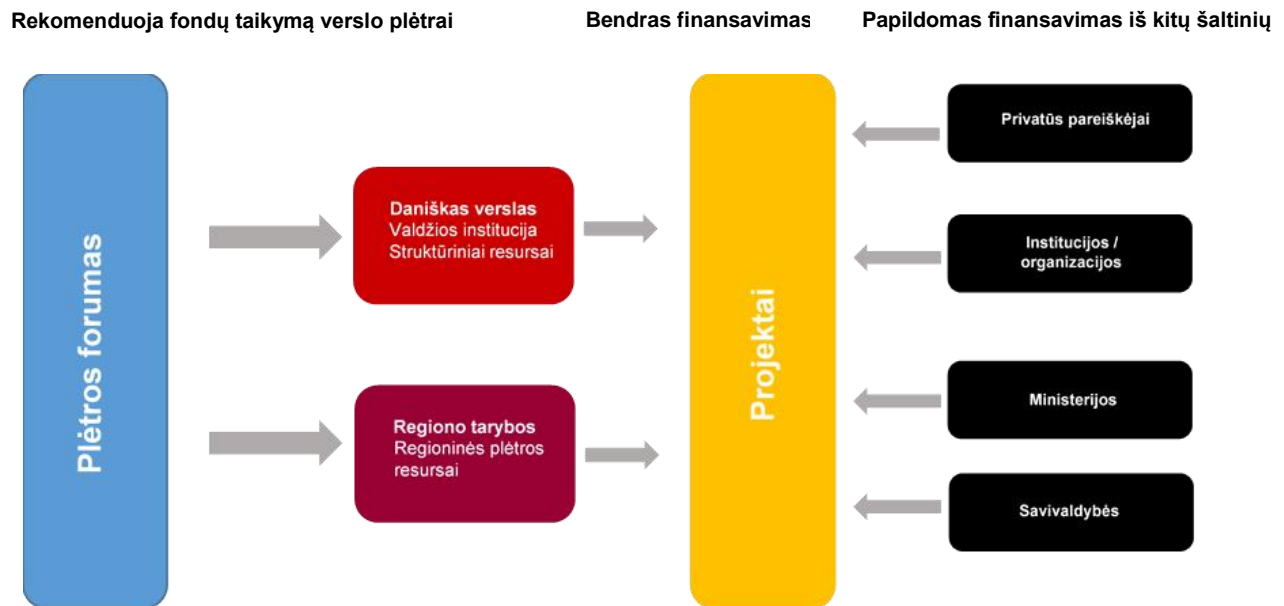 Rekomenduoja fondų taikymą verslo plėtrai
Bendras finansavimas
Papildomas finansavimas iš kitų šaltinių
Plėtros forumas
Daniškas verslas
Valdžios institucija
Struktūriniai resursai
Regiono tarybos
Regioninės plėtros
resursai
Projektai
Privatūs pareiškėjai
Institucijos /
organizacijos
Ministerijos
Savivaldybės